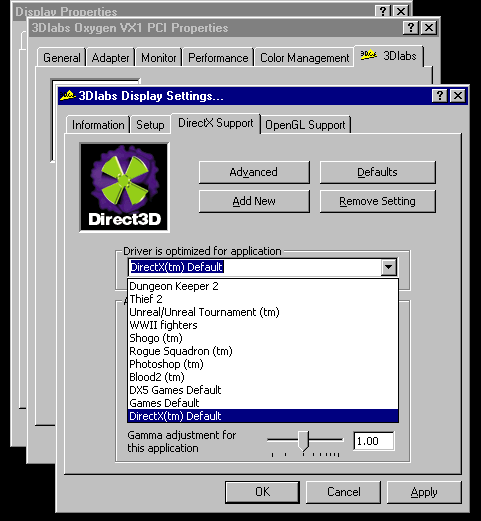 Display Properties
3Dlabs Oxygen VX1 PCI Properties
General Adapter Monitor Performance Color Management 3Dlabs
3Dlabs Display Settings...
Information Setup DirectX Support OpenGL Support
Direct3D
Advanced Defaults
Add New Remove Setting
Driver is optimized for application
DirectX(tm) Default
Dungeon Keeper 2
Thief 2
Unreal/Unreal Tournament (tm)
WWII fighters
Shogo (tm)
Rogue Squadron (tm)
Photoshop (tm)
Blood2 (tm)
DX5 Games Default
Games Default
DirectX(tm) Default
Gamma adjustment for
this application
1.00
OK Cancel Apply